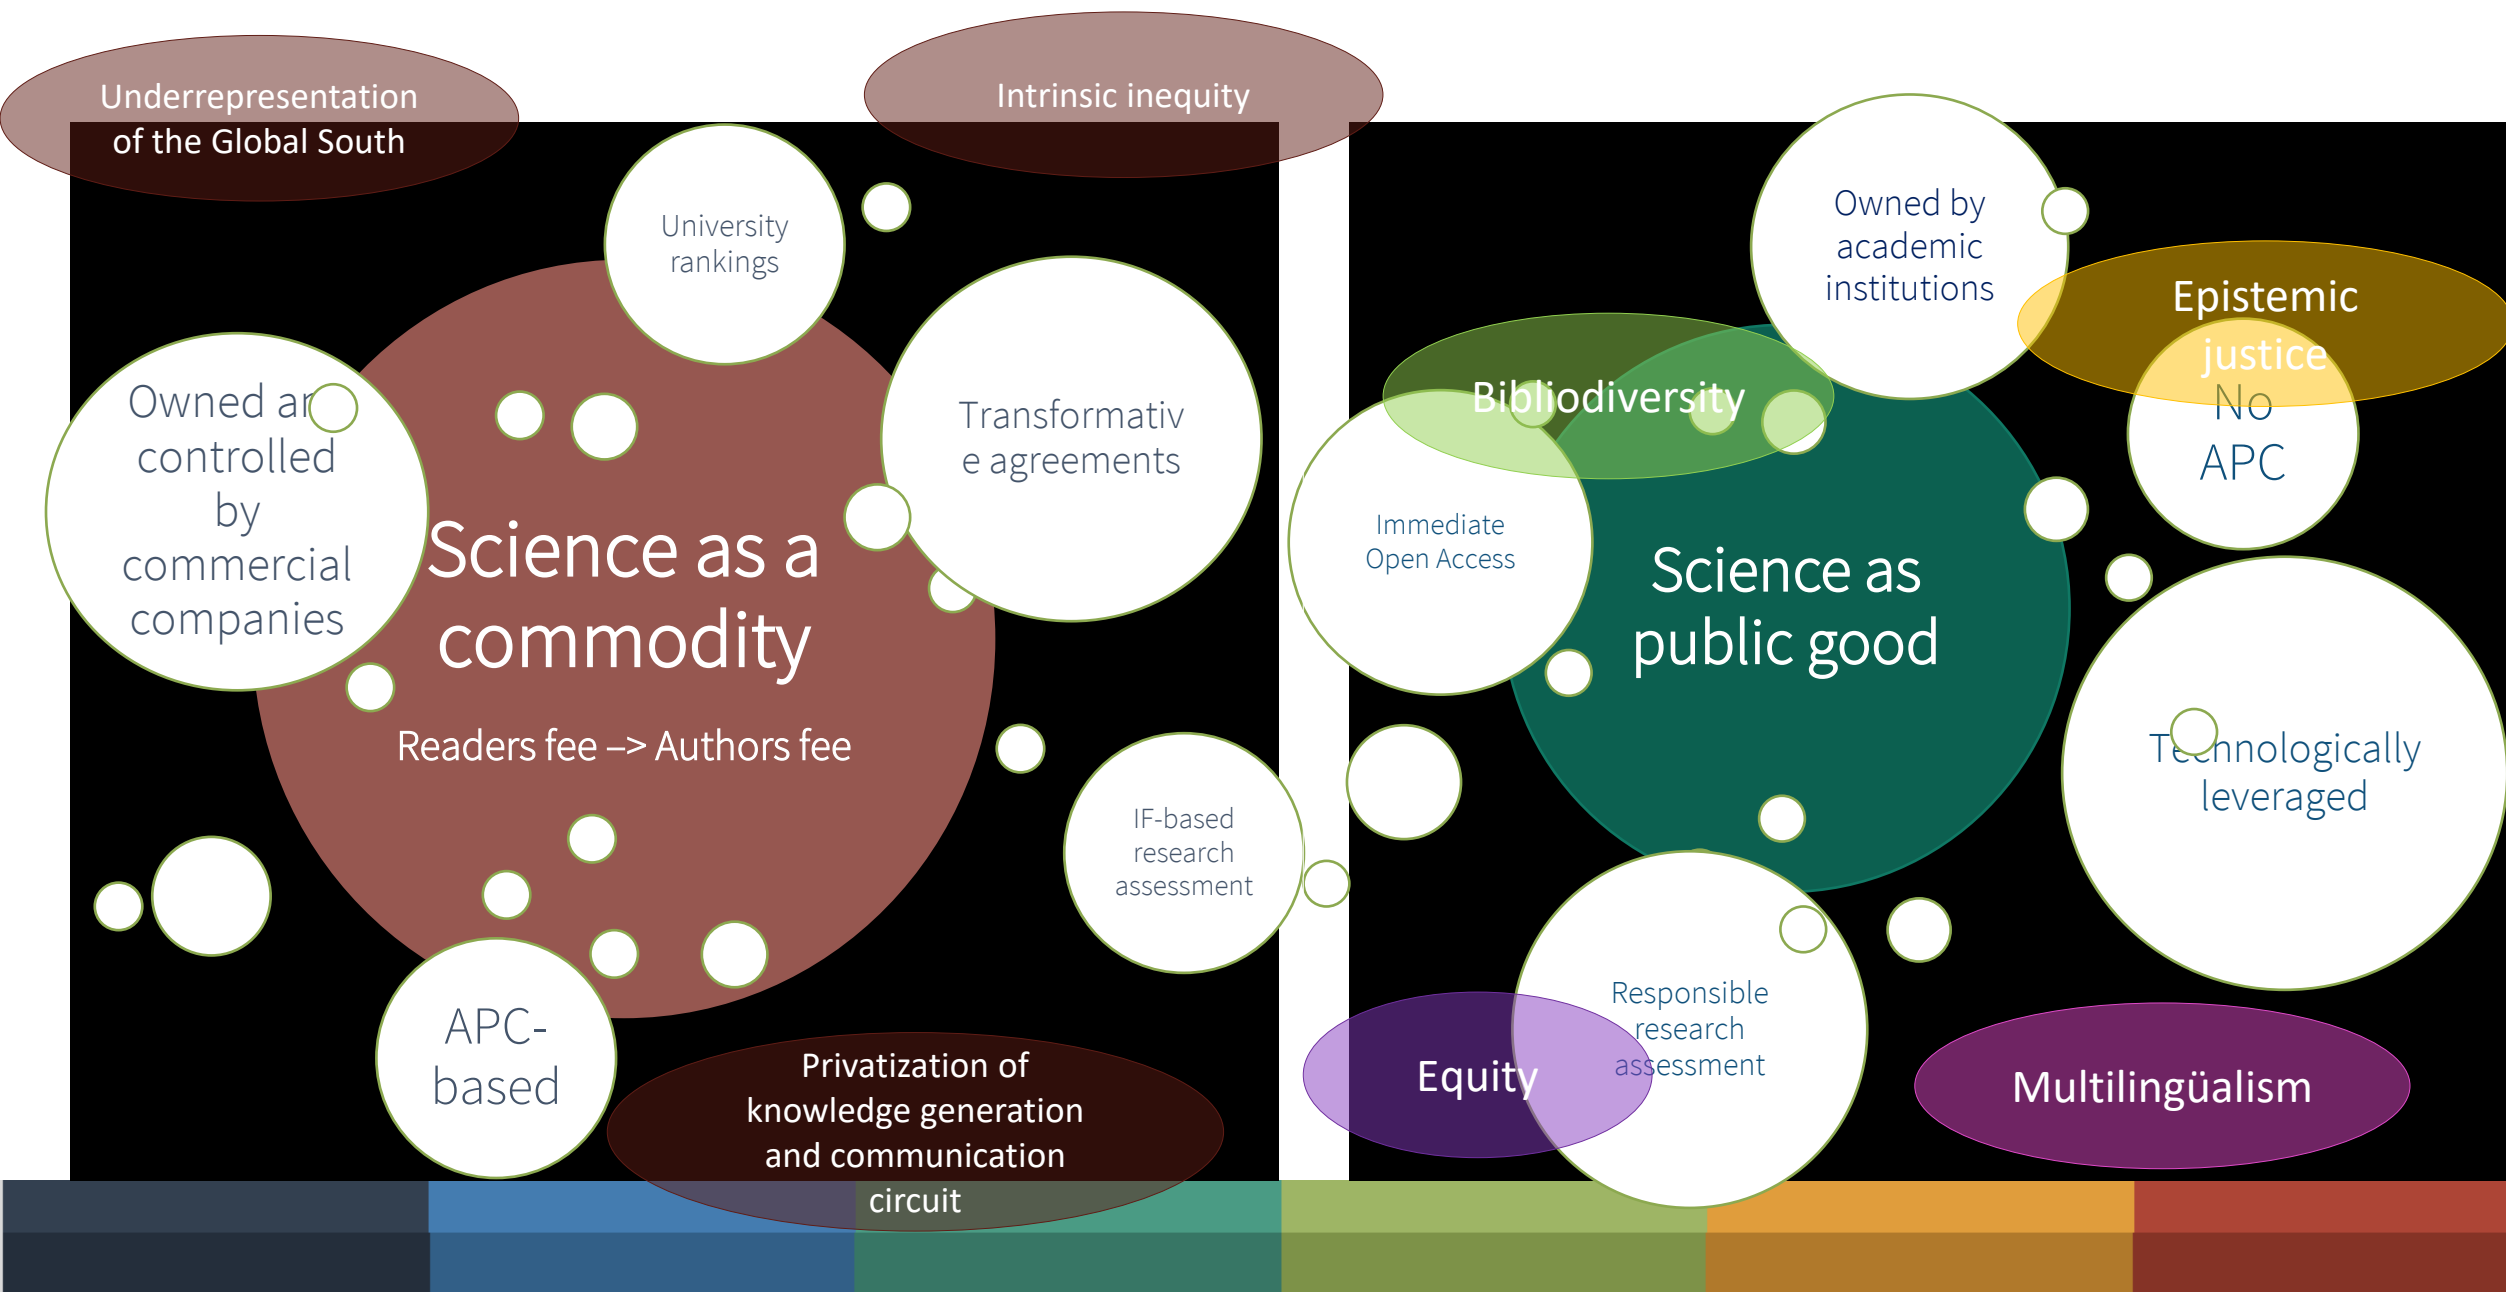 Underrepresentation
of the Global South
Intrinsic inequity
University
rankings
Transformativ
e agreements
Owned an
controlled
by
commercial
companies
Science as a
commodity
Readers fee –> Authors fee
IF-based
research
assessment
APC-
based
Privatization of
knowledge generation
and communication
circuit
Owned by
academic
institutions
Epistemic
justice
No
APC
Bibliodiversity
Immediate
Open Access
Science as
public good
Technologically
leveraged
Responsible
research
assessment
Equity
Multilingüalism